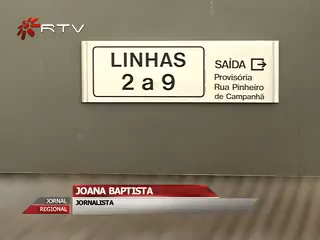 RTV
LINHAS
2 a 9
SAÍDA
Provisória
Rua Pinheiro
de Campanhã
JOANA BAPTISTA
JORNAL
JORNALISTA
REGIONAL